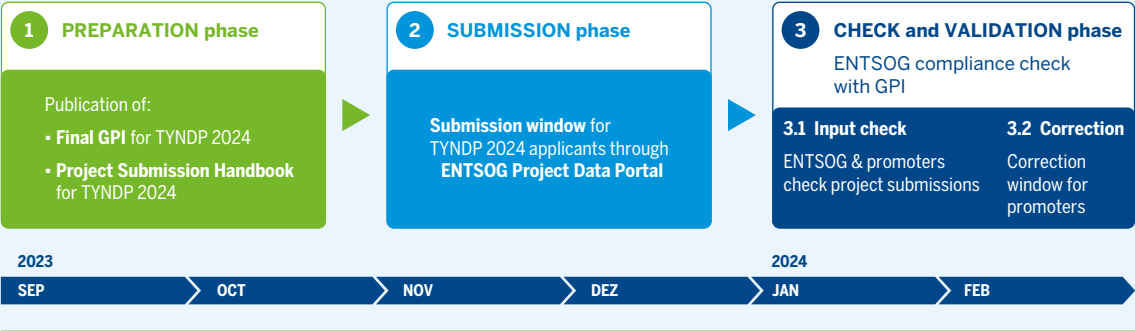 1 PREPARATION phase
Publication of:
▪ Final GPI for TYNDP 2024
▪ Project Submission Handbook
for TYNDP 2024
2 SUBMISSION phase
Submission window for
TYNDP 2024 applicants through
ENTSOG Project Data Portal
3 CHECK and VALIDATION phase
ENTSOG compliance check
with GPI
3.1 Input check
ENTSOG & promoters
check project submissions
3.2 Correction
Correction
window for
promoters
2023 2024
SEP OCT NOV DEZ JAN FEB